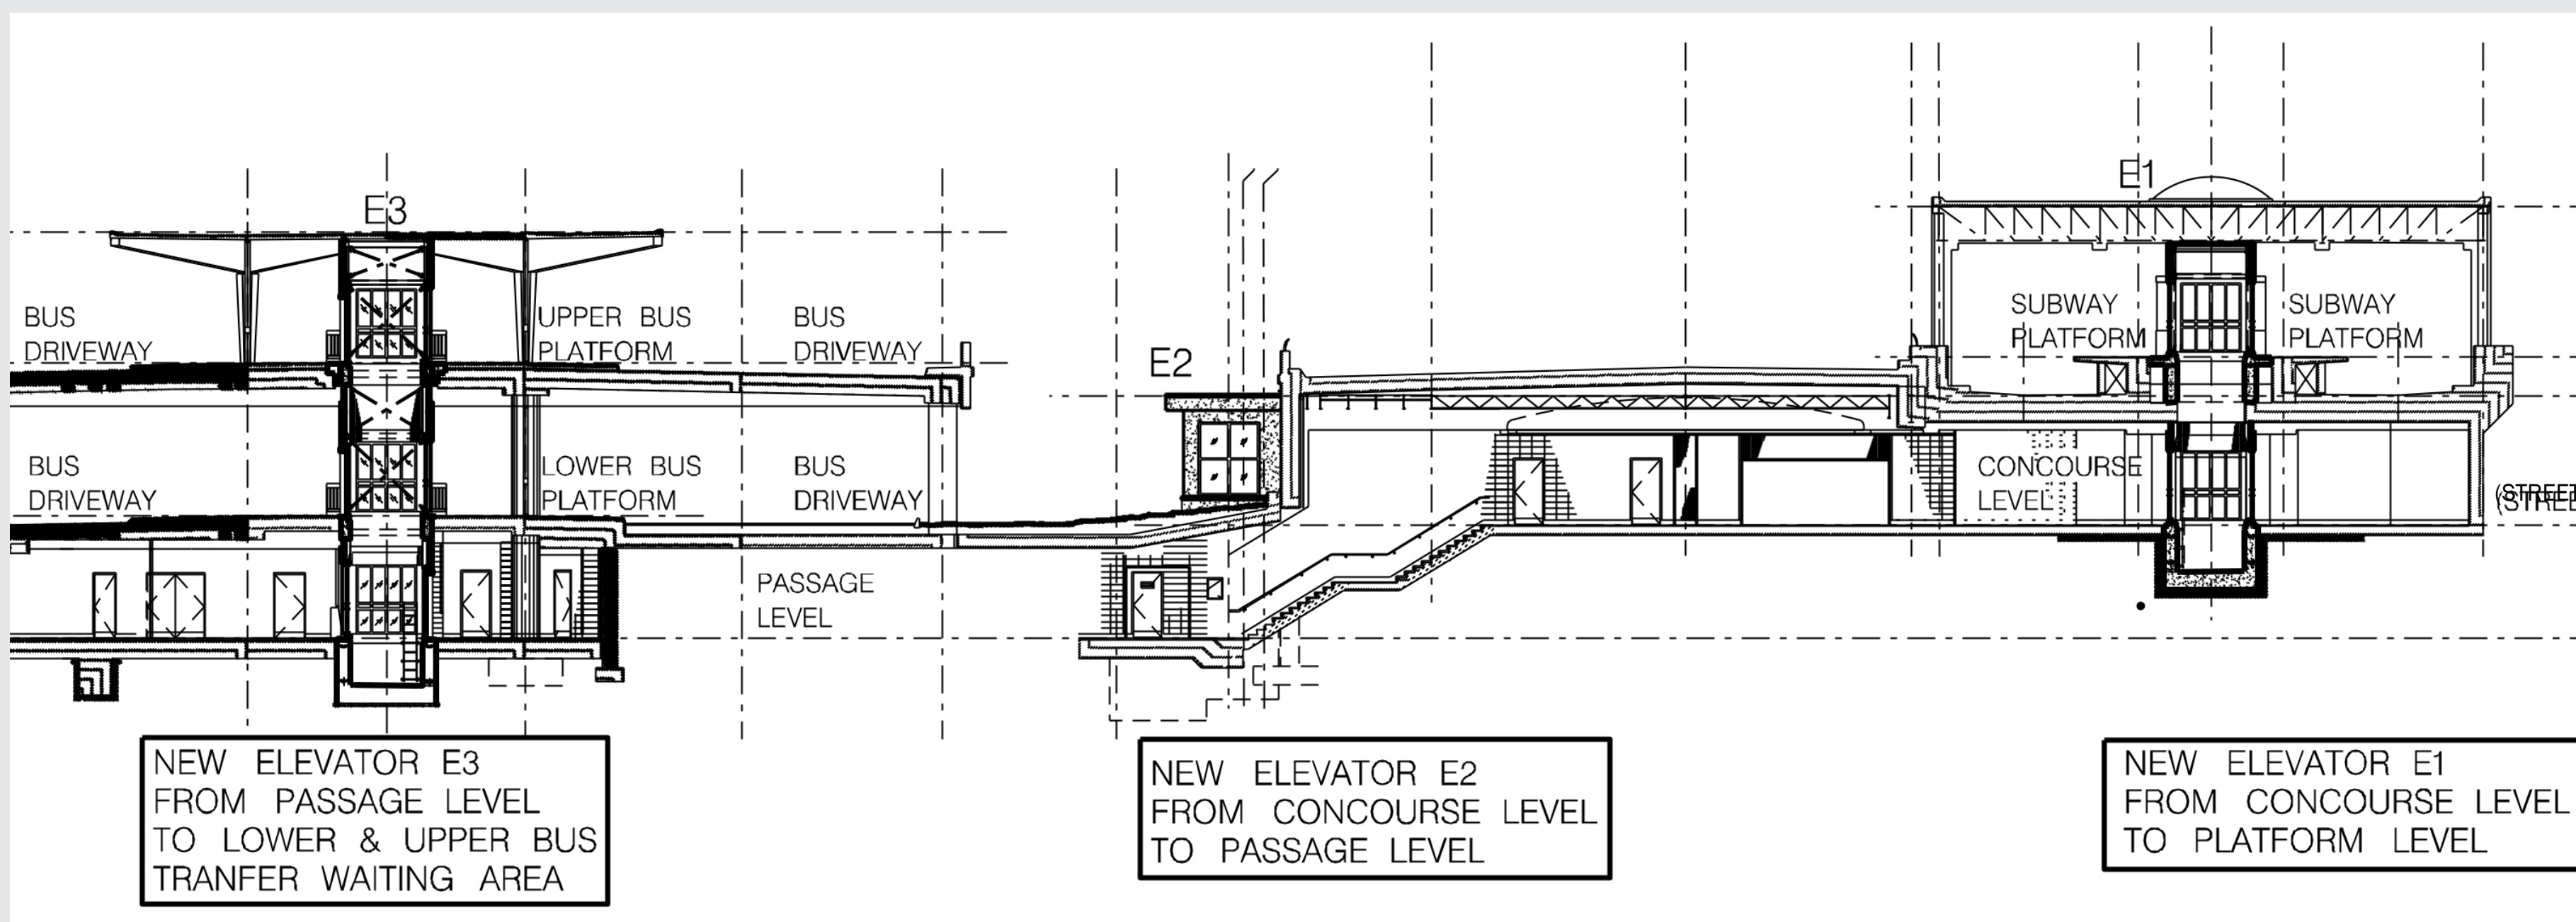 E3
BUS
DRIVEWAY
UPPER BUS
PLATFORM
BUS
DRIVEWAY
BUS
DRIVEWAY
LOWER BUS
PLATFORM
BUS
DRIVEWAY
PASSAGE
LEVEL
E2
E1
SUBWAY
PLATFORM
SUBWAY
PLATFORM
CONCOURSE
LEVEL
NEW ELEVATOR E3
FROM PASSAGE LEVEL
TO LOWER & UPPER BUS
TRANFER WAITING AREA
NEW ELEVATOR E2
FROM CONCOURSE LEVEL
TO PASSAGE LEVEL
NEW ELEVATOR E1
FROM CONCOURSE LEVEL
TO PLATFORM LEVEL